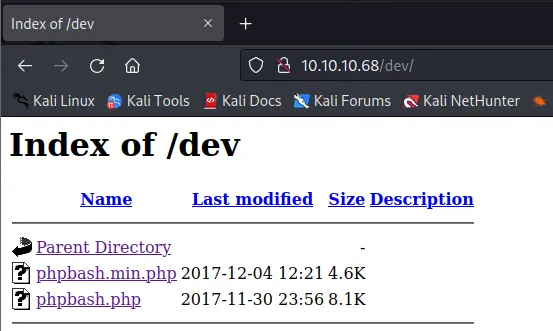 Index of /dev
10.10.10.68/dev/
Kali Linux Kali Tools Kali Docs Kali Forums Kali NetHunter
Index of /dev
Name Last modified Size Description
Parent Directory -
phpbash.min.php 2017-12-04 12:21 4.6K
phpbash.php 2017-11-30 23:56 8.1K